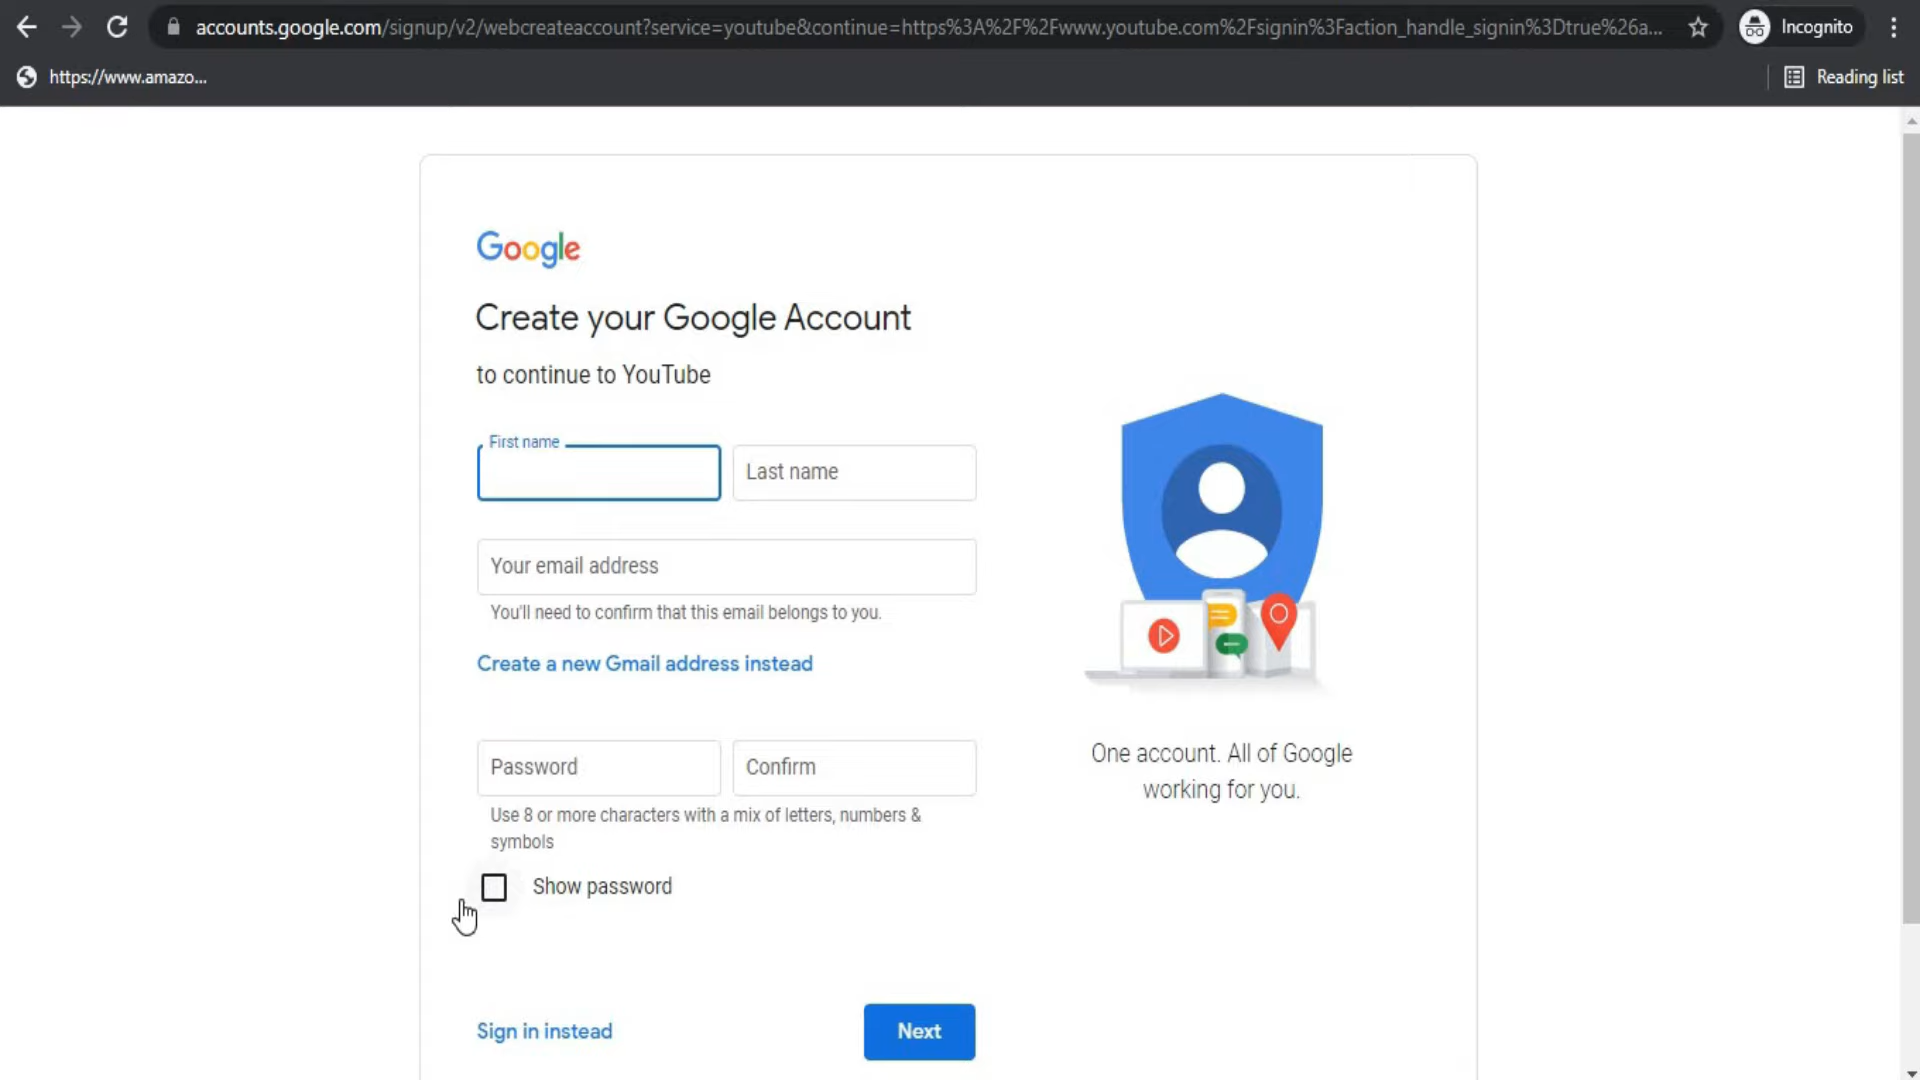 accounts.google.com/signup/v2/webcreateaccount?service=youtube&continue=https%3A%2F%2Fwww.youtube.com%2Fsignin%3Faction_handle_signin%3Dtrue%26a...
Incognito
https://www.amazo...
Reading list
Google
Create your Google Account
to continue to YouTube
First name
Last name
Your email address
You'll need to confirm that this email belongs to you.
Create a new Gmail address instead
Password
Confirm
Use 8 or more characters with a mix of letters, numbers &
symbols
Show password
One account. All of Google
working for you.
Sign in instead
Next